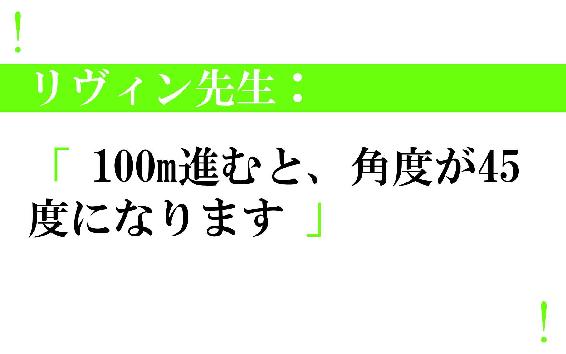 !
リヴィン先生：
「 100m進むと、角度が45
度になります 」
!